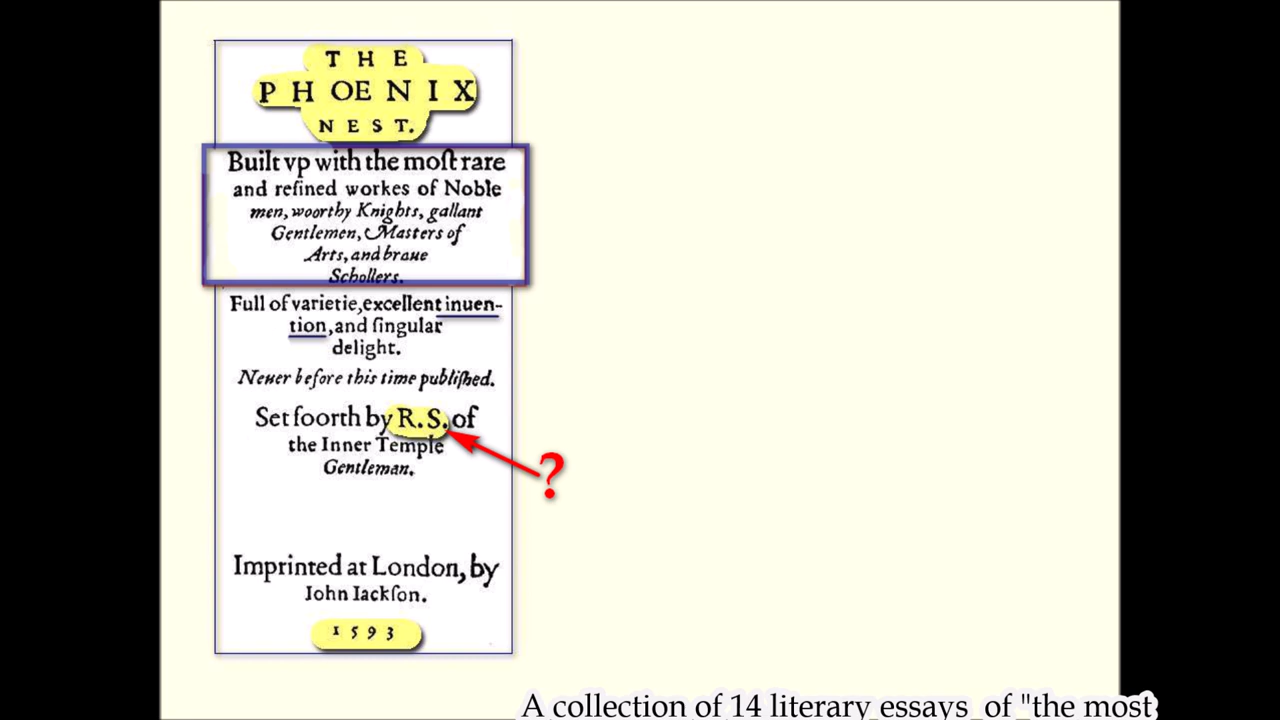 THE
PHOENIX
NEST.
Built vp with the moſt rare
and refined workes of Noble
men, woorthy Knights, gallant
Gentlemen, Masters of
Arts, and braue
Schollers.
Full of varietie, excellent inuen-
tion, and ſingular
delight.
Neuer before this time publiſhed.
Set foorth by R. S. of
the Inner Temple
Gentleman.
?
Imprinted at London, by
Iohn Iackſon.
1593
A collection of 14 literary essays of "the most